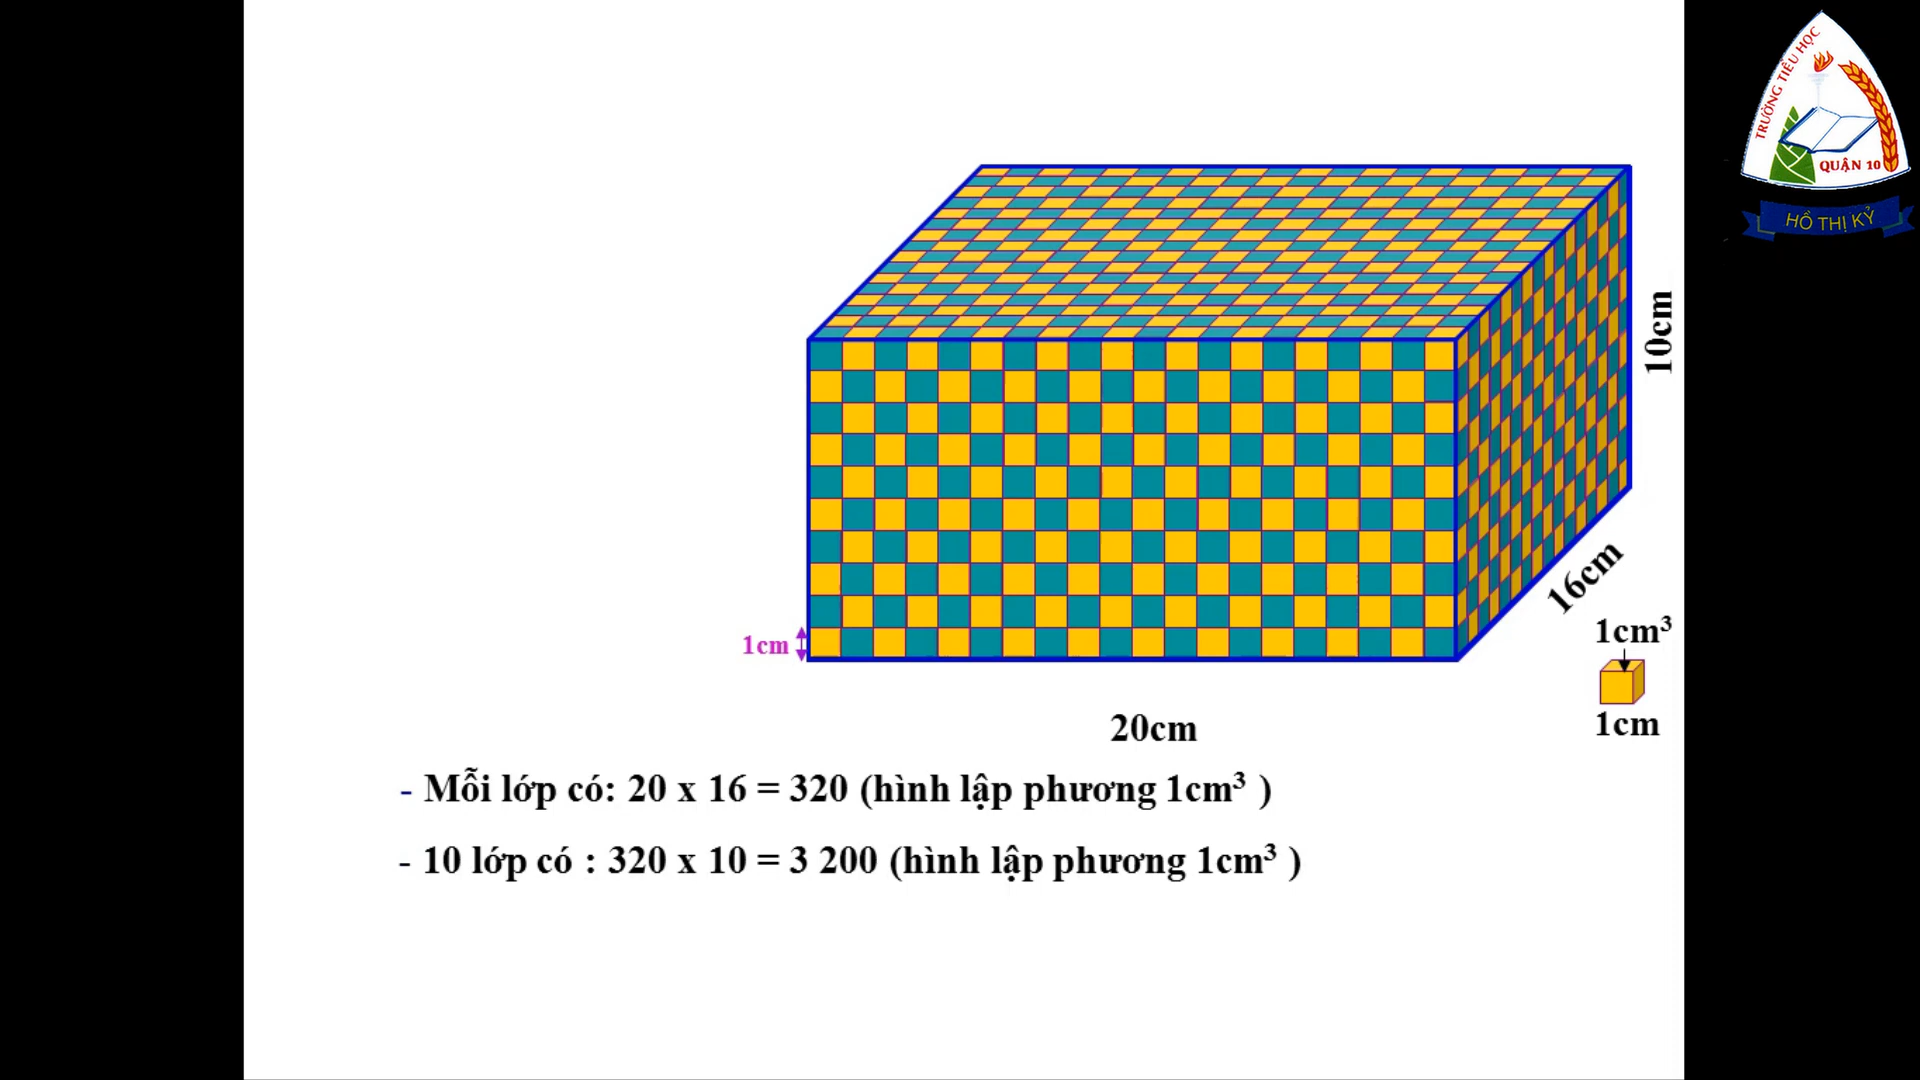 TRƯỜNG TIỂU HỌC
QUẬN 10
HỒ THỊ KỶ
10cm
16cm
1cm³
1cm
1cm
20cm
- Mỗi lớp có: 20 x 16 = 320 (hình lập phương 1cm³ )
- 10 lớp có : 320 x 10 = 3 200 (hình lập phương 1cm³ )